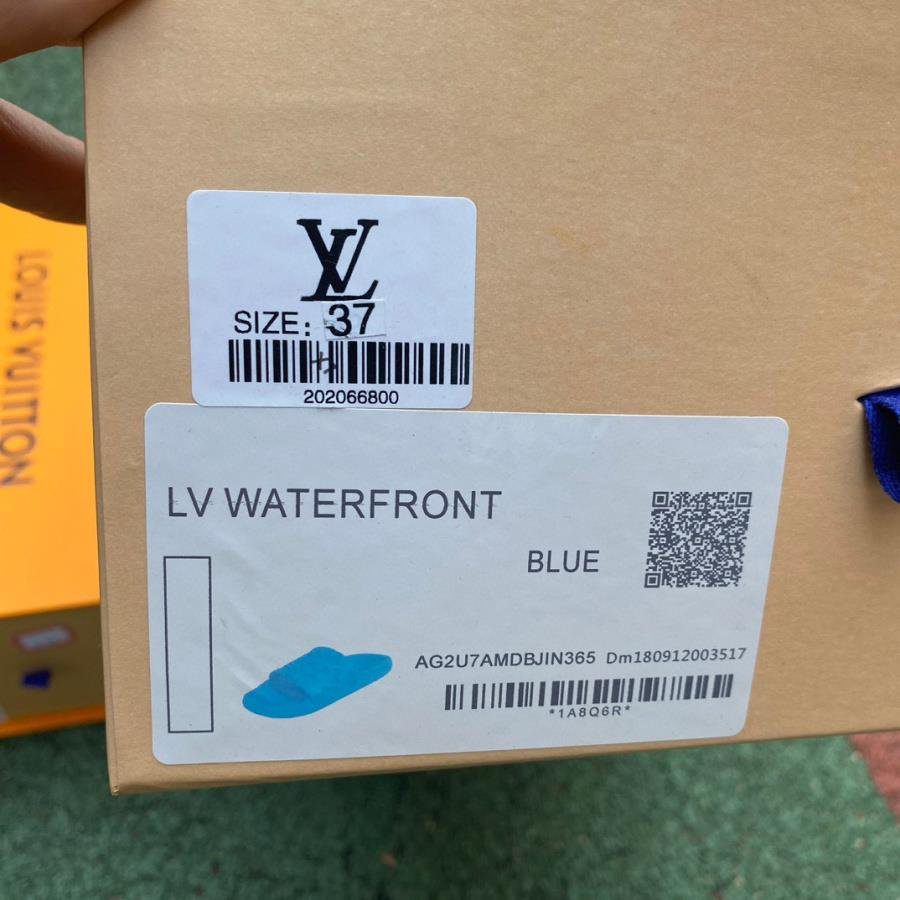 LV
SIZE: 37
202066800
LV WATERFRONT
BLUE
AG2U7AMDBJIN365 Dm180912003517
*1A8Q6R*
LOUIS VUITTON